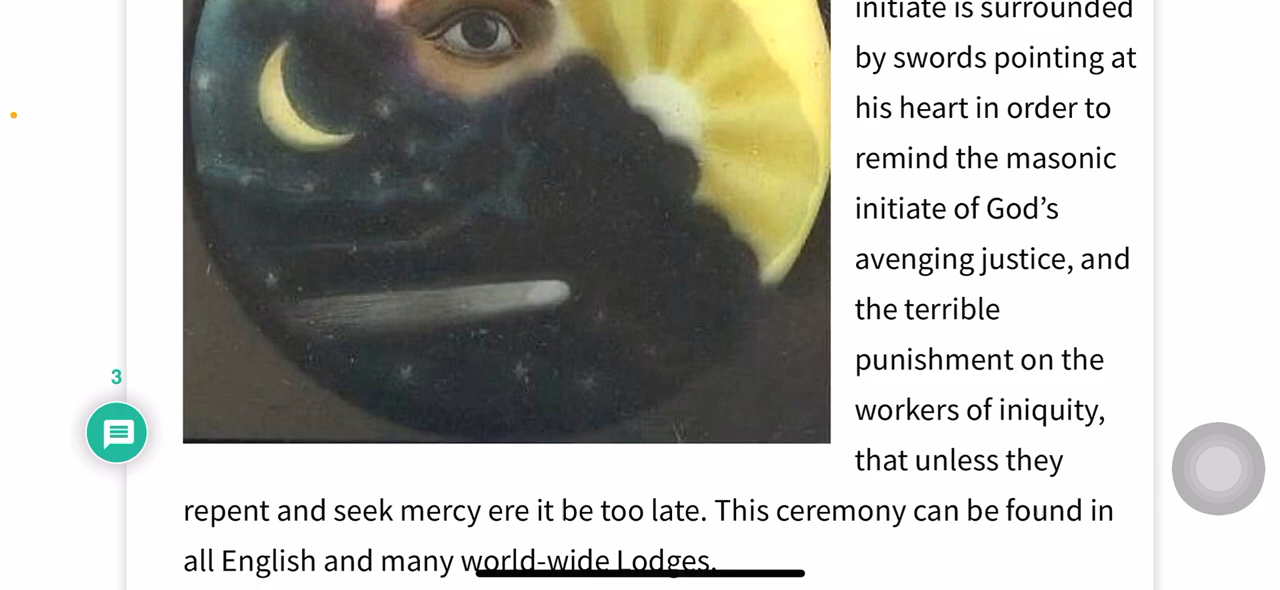 initiate is surrounded
by swords pointing at
his heart in order to
remind the masonic
initiate of God’s
avenging justice, and
the terrible
punishment on the
workers of iniquity,
that unless they
repent and seek mercy ere it be too late. This ceremony can be found in
all English and many world-wide Lodges.
3